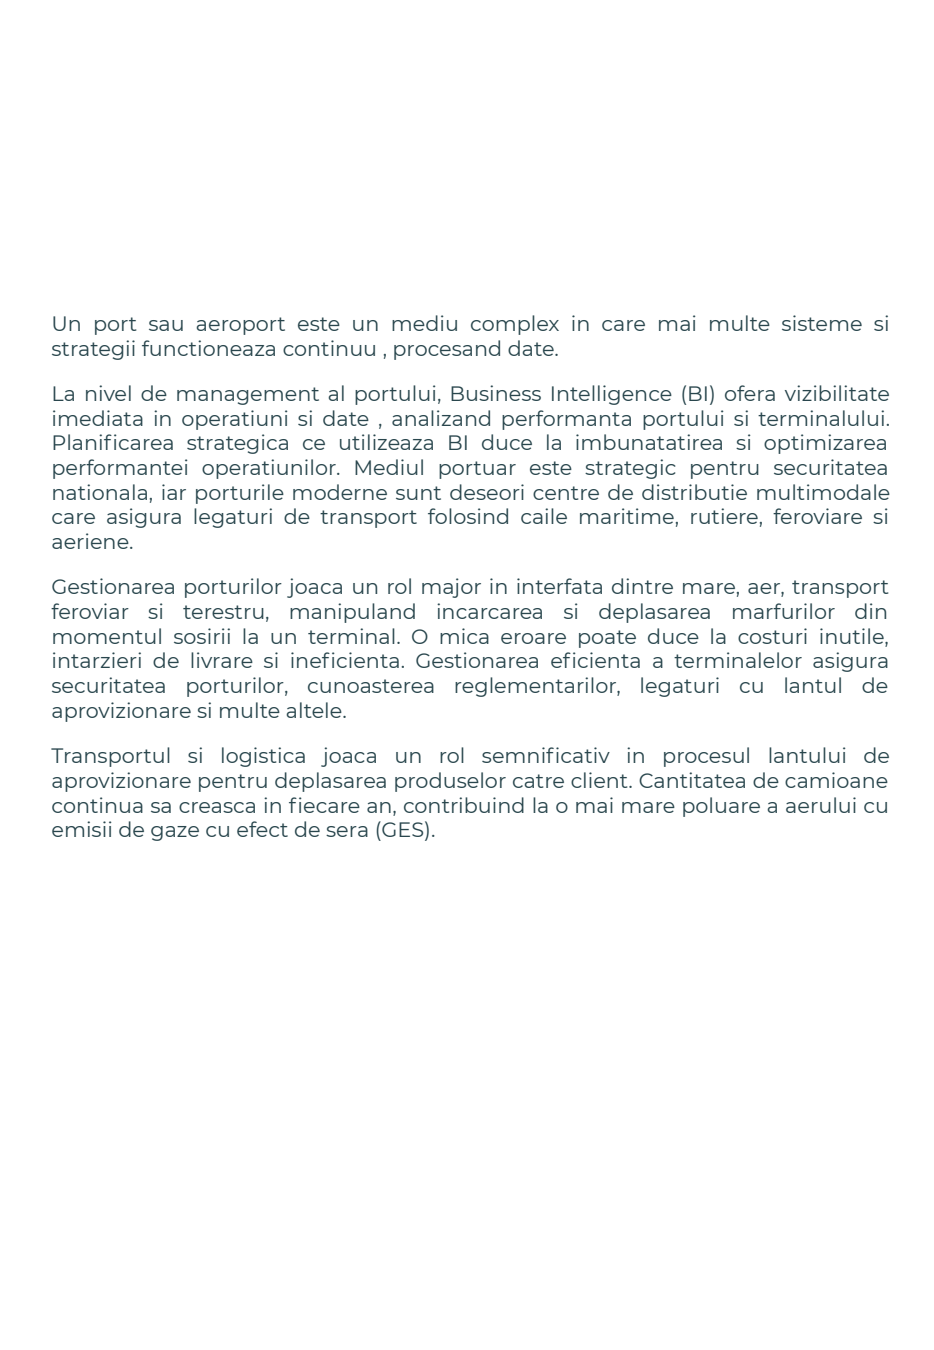 Un port sau aeroport este un mediu complex in care mai multe sisteme si
strategii functioneaza continuu , procesand date.
La nivel de management al portului, Business Intelligence (BI) ofera vizibilitate
imediata in operatiuni si date , analizand performanta portului si terminalului.
Planificarea strategica ce utilizeaza BI duce la imbunatatirea si optimizarea
performantei operatiunilor. Mediul portuar este strategic pentru securitatea
nationala, iar porturile moderne sunt deseori centre de distributie multimodale
care asigura legaturi de transport folosind caile maritime, rutiere, feroviare si
aeriene.
Gestionarea porturilor joaca un rol major in interfata dintre mare, aer, transport
feroviar si terestru, manipuland incarcarea si deplasarea marfurilor din
momentul sosirii la un terminal. O mica eroare poate duce la costuri inutile,
intarzieri de livrare si ineficienta. Gestionarea eficienta a terminalelor asigura
securitatea porturilor, cunoasterea reglementarilor, legaturi cu lantul de
aprovizionare si multe altele.
Transportul si logistica joaca un rol semnificativ in procesul lantului de
aprovizionare pentru deplasarea produselor catre client. Cantitatea de camioane
continua sa creasca in fiecare an, contribuind la o mai mare poluare a aerului cu
emisii de gaze cu efect de sera (GES).